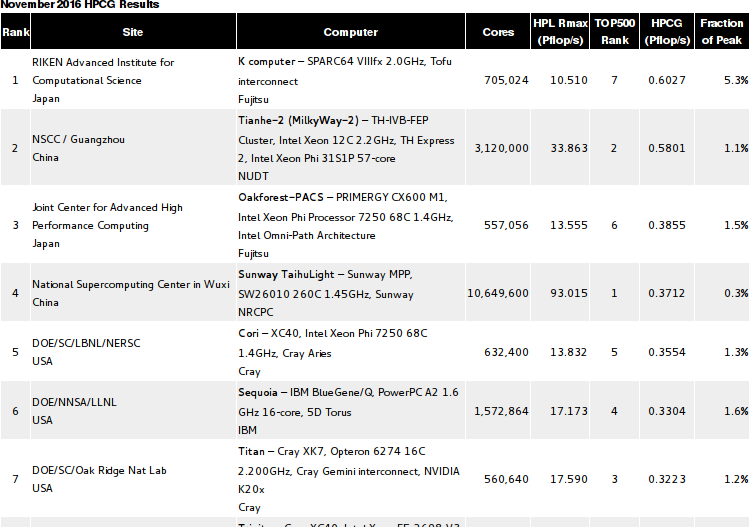 November 2016 HPCG Results
Rank Site Computer Cores HPL Rmax (Pflop/s) TOP500 Rank HPCG (Pflop/s) Fraction of Peak
1 RIKEN Advanced Institute for Computational Science Japan K computer – SPARC64 VIIIfx 2.0GHz, Tofu interconnect Fujitsu 705,024 10.510 7 0.6027 5.3%
2 NSCC / Guangzhou China Tianhe-2 (MilkyWay-2) – TH-IVB-FEP Cluster, Intel Xeon 12C 2.2GHz, TH Express 2, Intel Xeon Phi 31S1P 57-core NUDT 3,120,000 33.863 2 0.5801 1.1%
3 Joint Center for Advanced High Performance Computing Japan Oakforest-PACS – PRIMERGY CX600 M1, Intel Xeon Phi Processor 7250 68C 1.4GHz, Intel Omni-Path Architecture Fujitsu 557,056 13.555 6 0.3855 1.5%
4 National Supercomputing Center in Wuxi China Sunway TaihuLight – Sunway MPP, SW26010 260C 1.45GHz, Sunway NRCPC 10,649,600 93.015 1 0.3712 0.3%
5 DOE/SC/LBNL/NERSC USA Cori – XC40, Intel Xeon Phi 7250 68C 1.4GHz, Cray Aries Cray 632,400 13.832 5 0.3554 1.3%
6 DOE/NNSA/LLNL USA Sequoia – IBM BlueGene/Q, PowerPC A2 1.6 GHz 16-core, 5D Torus IBM 1,572,864 17.173 4 0.3304 1.6%
7 DOE/SC/Oak Ridge Nat Lab USA Titan – Cray XK7, Opteron 6274 16C 2.200GHz, Cray Gemini interconnect, NVIDIA K20x Cray 560,640 17.590 3 0.3223 1.2%